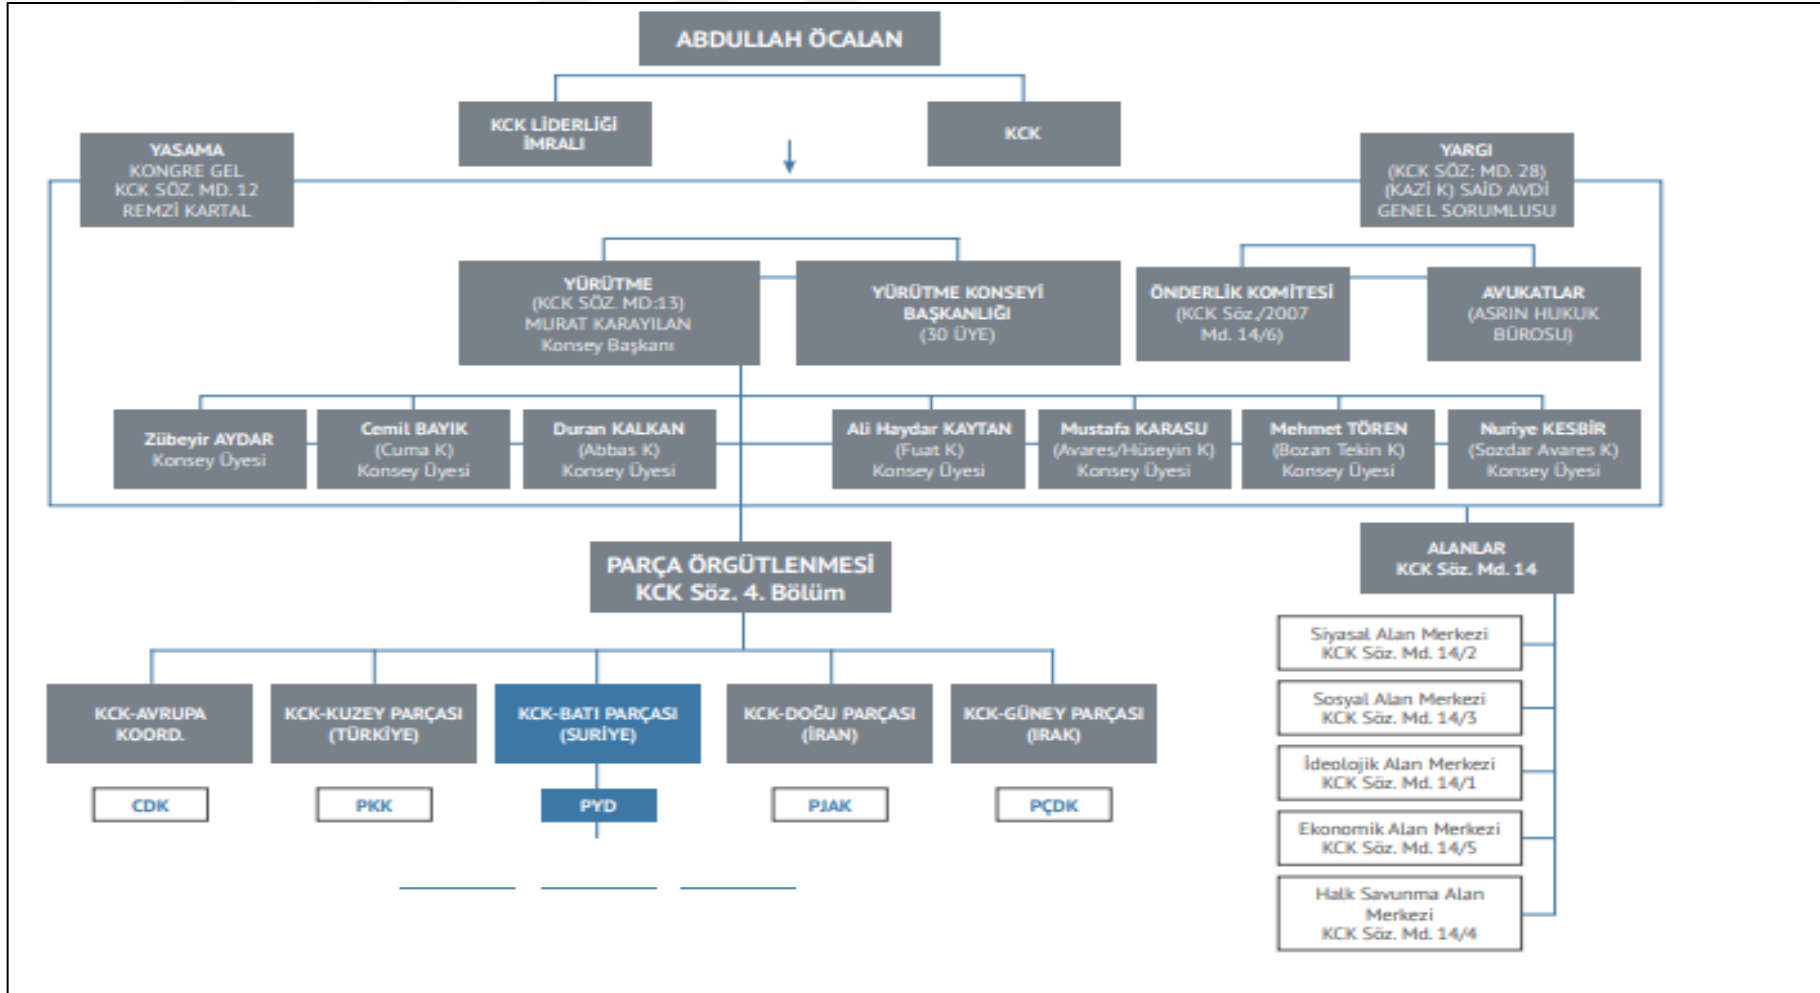 ABDULLAH ÖCALAN
KCK LİDERLİĞİ
İMRALI
KCK
YASAMA
KONGRE GEL
KCK SÖZ. MD. 12
REMZİ KARTAL
YARGI
(KCK SÖZ: MD. 28)
(KAZİ K) SAİD AVDİ
GENEL SORUMLUSU
YÜRÜTME
(KCK SÖZ. MD:13)
MURAT KARAYILAN
Konsey Başkanı
YÜRÜTME KONSEYİ
BAŞKANLIĞI
(30 ÜYE)
ÖNDERLİK KOMİTESİ
(KCK Söz./2007
Md. 14/6)
AVUKATLAR
(ASRIN HUKUK
BÜROSU)
Zübeyir AYDAR
Konsey Üyesi
Cemil BAYIK
(Cuma K)
Konsey Üyesi
Duran KALKAN
(Abbas K)
Konsey Üyesi
Ali Haydar KAYTAN
(Fuat K)
Konsey Üyesi
Mustafa KARASU
(Avares/Hüseyin K)
Konsey Üyesi
Mehmet TÖREN
(Bozan Tekin K)
Konsey Üyesi
Nuriye KESBİR
(Sozdar Avares K)
Konsey Üyesi
PARÇA ÖRGÜTLENMESİ
KCK Söz. 4. Bölüm
ALANLAR
KCK Söz. Md. 14
Siyasal Alan Merkezi
KCK Söz. Md. 14/2
Sosyal Alan Merkezi
KCK Söz. Md. 14/3
İdeolojik Alan Merkezi
KCK Söz. Md. 14/1
Ekonomik Alan Merkezi
KCK Söz. Md. 14/5
Halk Savunma Alan
Merkezi
KCK Söz. Md. 14/4
KCK-AVRUPA
KOORD.
KCK-KUZEY PARÇASI
(TÜRKİYE)
KCK-BATI PARÇASI
(SURİYE)
KCK-DOĞU PARÇASI
(İRAN)
KCK-GÜNEY PARÇASI
(IRAK)
CDK
PKK
PYD
PJAK
PÇDK